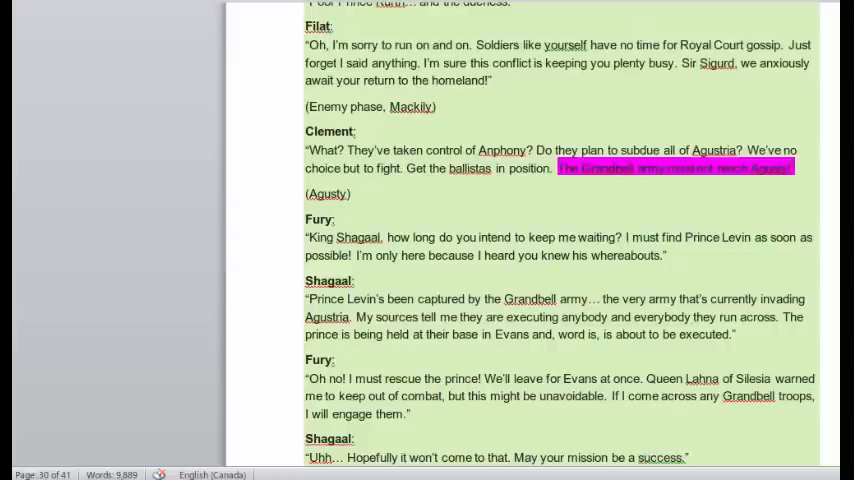 "Poor Prince Kurth… and the duchess."
Filat:
"Oh, I'm sorry to run on and on. Soldiers like yourself have no time for Royal Court gossip. Just
forget I said anything. I'm sure this conflict is keeping you plenty busy. Sir Sigurd, we anxiously
await your return to the homeland!"
(Enemy phase, Mackily)
Clement:
"What? They've taken control of Anphony? Do they plan to subdue all of Agustria? We've no
choice but to fight. Get the ballistas in position. The Grandbell army must not reach Agusty!"
(Agusty)
Fury:
"King Shagaal, how long do you intend to keep me waiting? I must find Prince Levin as soon as
possible! I'm only here because I heard you knew his whereabouts."
Shagaal:
"Prince Levin's been captured by the Grandbell army… the very army that's currently invading
Agustria. My sources tell me they are executing anybody and everybody they run across. The
prince is being held at their base in Evans and, word is, is about to be executed."
Fury:
"Oh no! I must rescue the prince! We'll leave for Evans at once. Queen Lahna of Silesia warned
me to keep out of combat, but this might be unavoidable. If I come across any Grandbell troops,
I will engage them."
Shagaal:
"Uhh… Hopefully it won't come to that. May your mission be a success."
Page: 30 of 41 Words: 9,889 English (Canada)